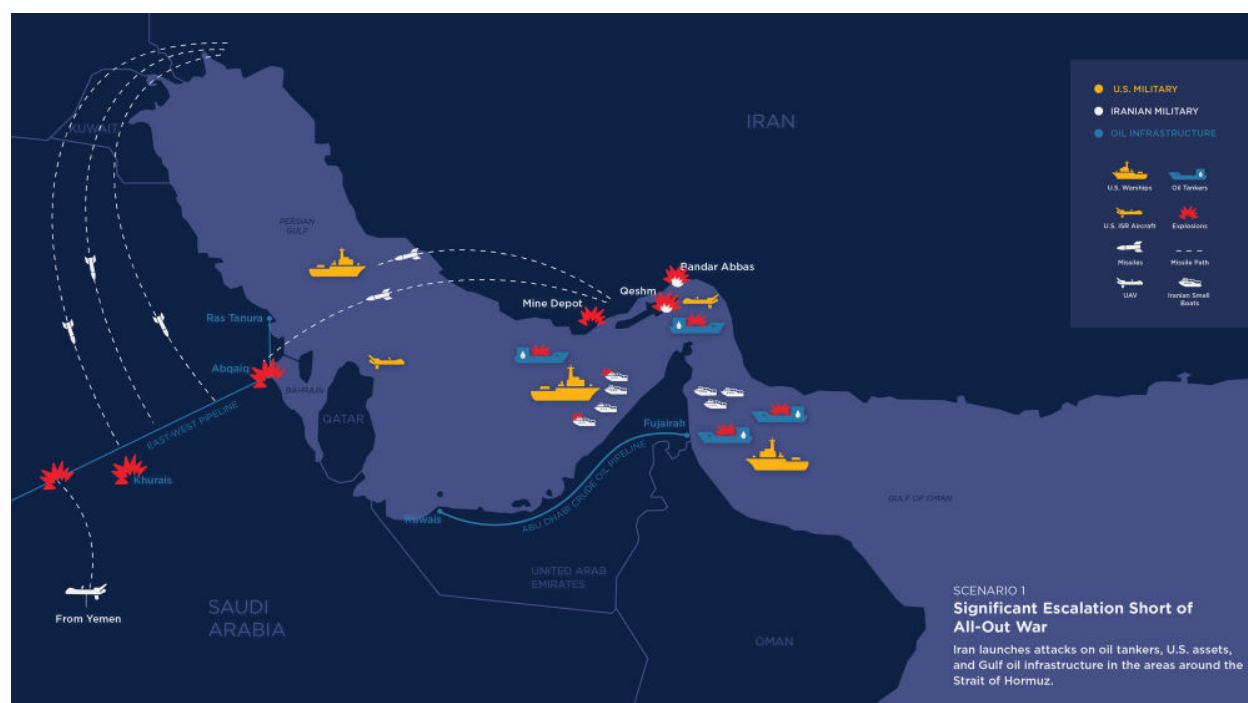 KUWAIT
IRAN
U.S. MILITARY
IRANIAN MILITARY
OIL INFRASTRUCTURE
U.S. Warships
Oil Tankers
U.S. ISR Aircraft
Explosions
Missiles
Missile Path
UAV
Iranian Small
Boats
PERSIAN
GULF
Bandar Abbas
Qeshm
Mine Depot
Ras Tanura
Abqaiq
BAHRAIN
QATAR
EAST-WEST PIPELINE
Khurais
Fujairah
ABU DHABI CRUDE OIL PIPELINE
Ruwais
GULF OF OMAN
UNITED ARAB
EMIRATES
From Yemen
SAUDI
ARABIA
OMAN
SCENARIO 1
Significant Escalation Short of
All-Out War
Iran launches attacks on oil tankers, U.S. assets,
and Gulf oil infrastructure in the areas around the
Strait of Hormuz.